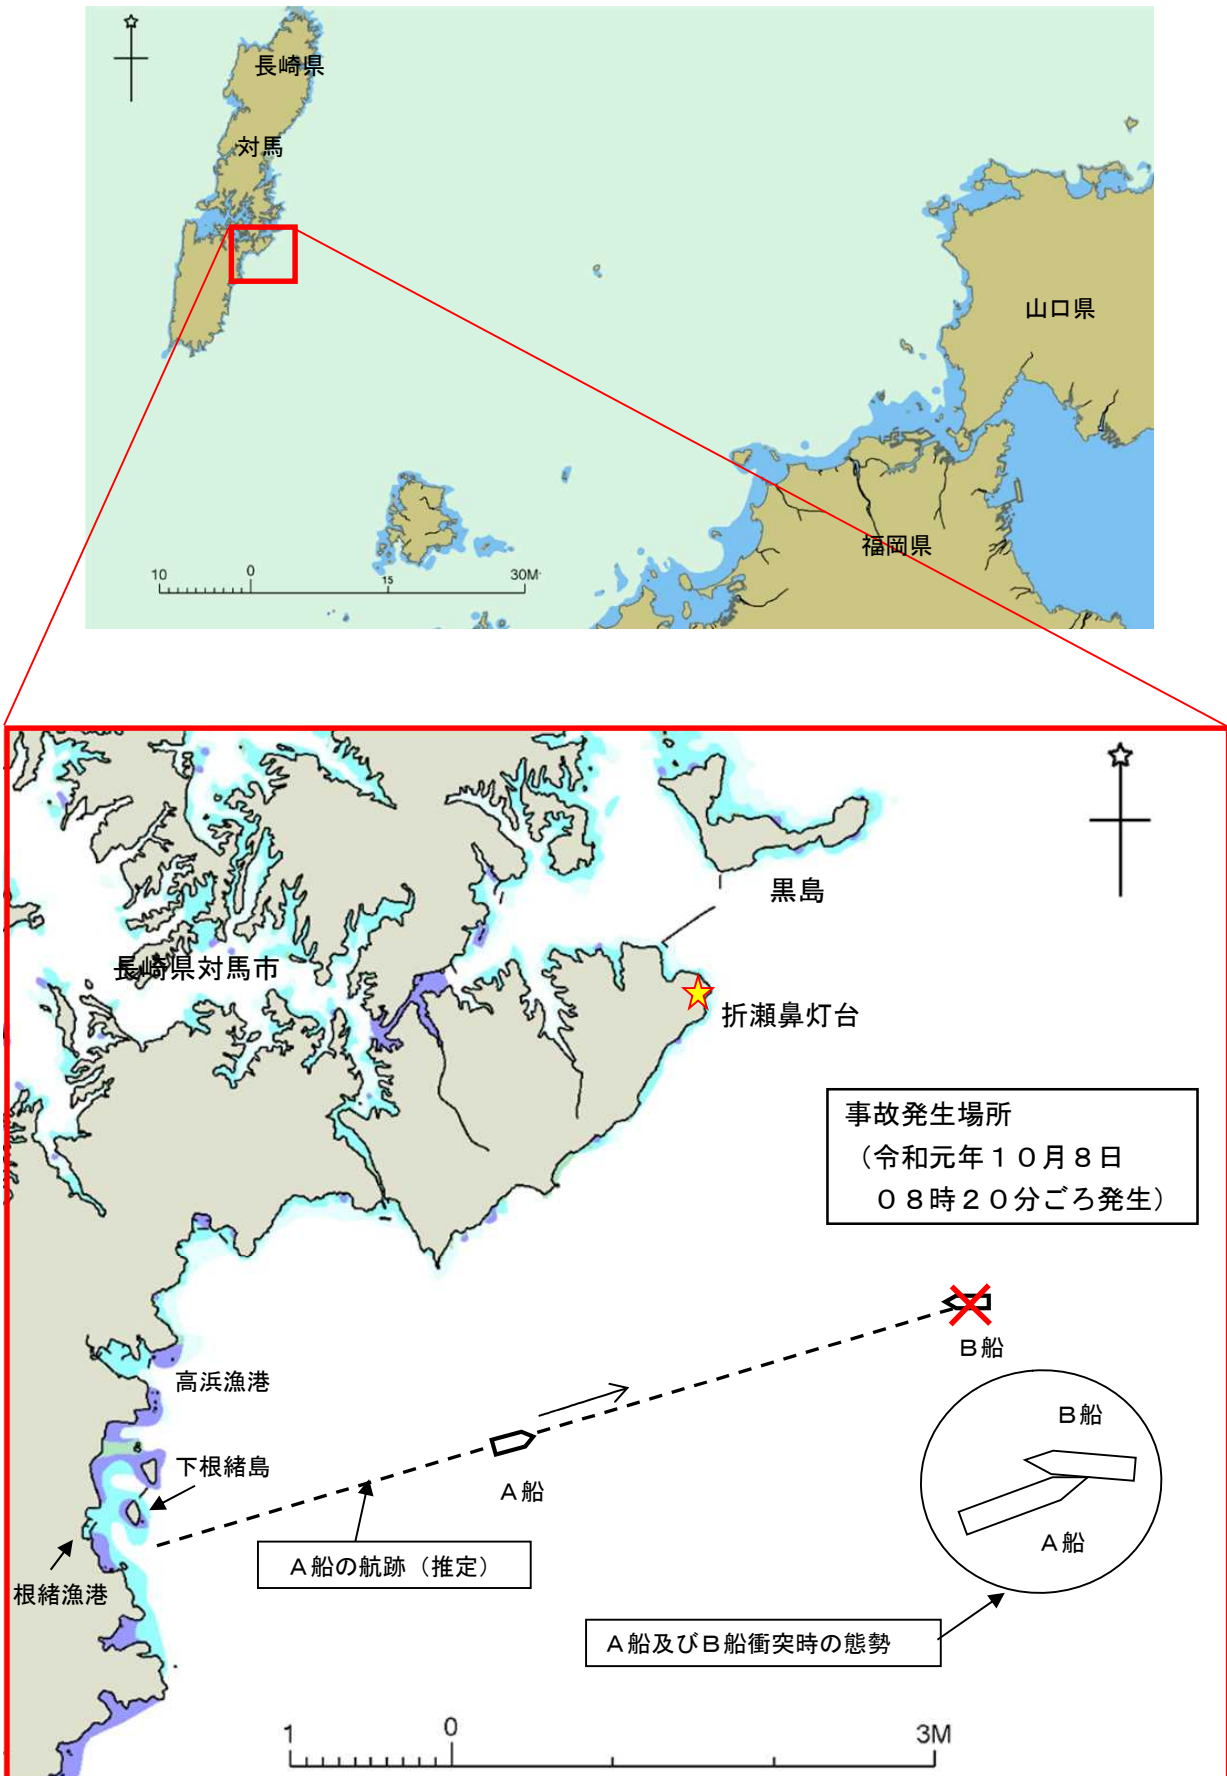 長崎県
対馬
山口県
福岡県
10 0 15 30M
黒島
長崎県対馬市
折瀬鼻灯台
事故発生場所
（令和元年１０月８日
０８時２０分ごろ発生）
Ｂ船
高浜漁港
Ｂ船
下根緒島
Ａ船
Ａ船
Ａ船の航跡（推定）
根緒漁港
Ａ船及びＢ船衝突時の態勢
1 0 3M